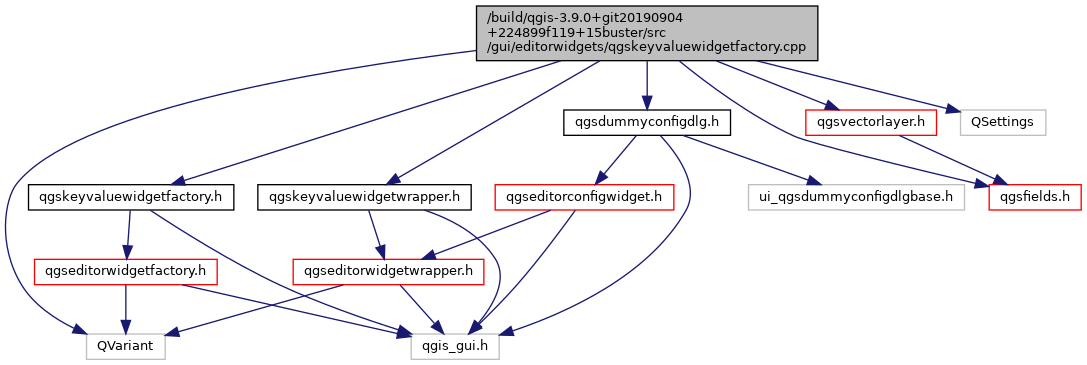 /build/qgis-3.9.0+git20190904
+224899f119+15buster/src
/gui/editorwidgets/qgskeyvaluewidgetfactory.cpp
qgsdummyconfigdlg.h
qgsvectorlayer.h
QSettings
qgskeyvaluewidgetfactory.h
qgskeyvaluewidgetwrapper.h
qgseditorconfigwidget.h
ui_qgsdummyconfigdlgbase.h
qgsfields.h
qgseditorwidgetfactory.h
qgseditorwidgetwrapper.h
QVariant
qgis_gui.h